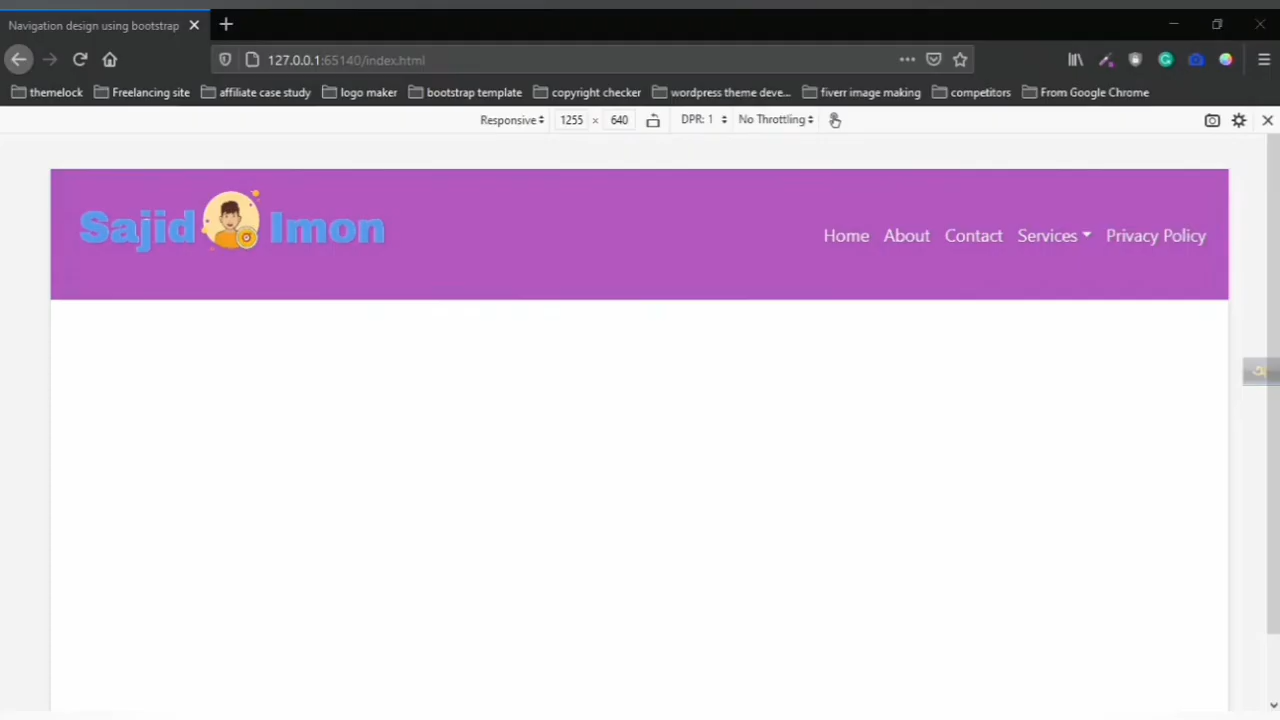 Navigation design using bootstrap
127.0.0.1:65140/index.html
themelock Freelancing site affiliate case study logo maker bootstrap template copyright checker wordpress theme deve... fiverr image making competitors From Google Chrome
Responsive 1255 × 640 DPR: 1 No Throttling
Sajid Imon
Home About Contact Services Privacy Policy